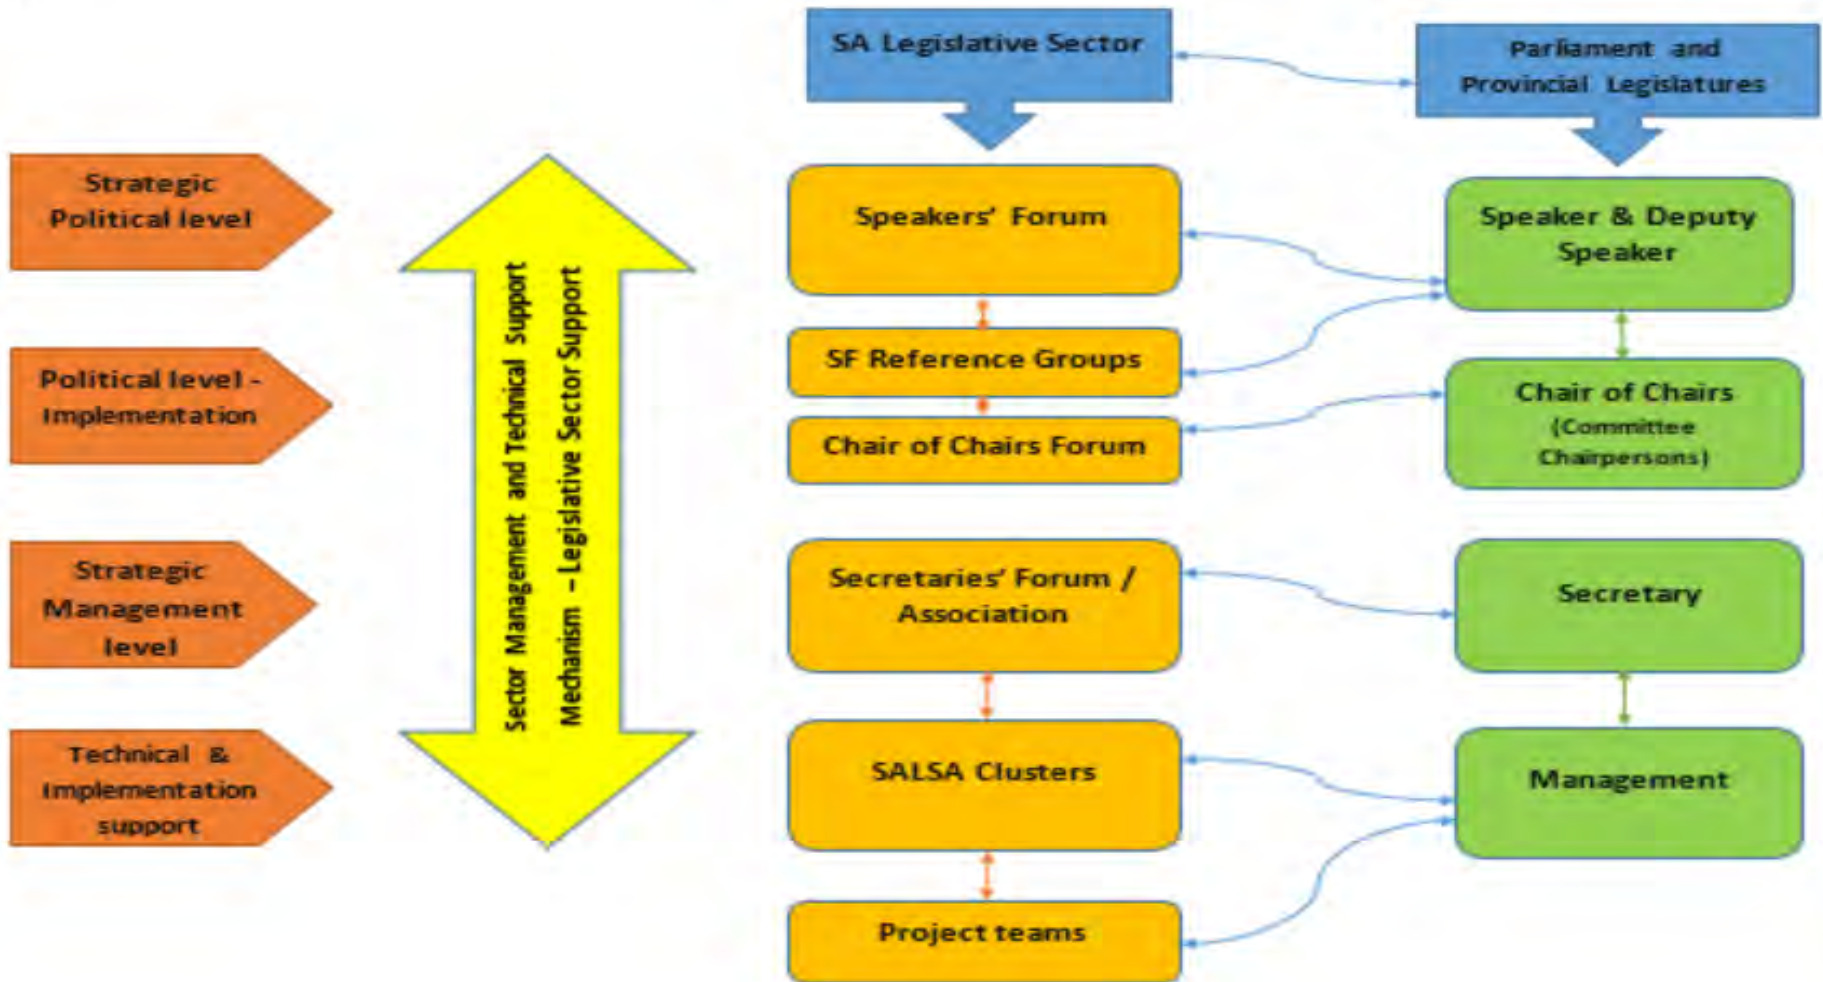 SA Legislative Sector
Parliament and
Provincial Legislatures
Strategic
Political level
Political level -
Implementation
Strategic
Management
level
Technical &
Implementation
support
Sector Management and Technical Support
Mechanism – Legislative Sector Support
Speakers' Forum
SF Reference Groups
Chair of Chairs Forum
Secretaries' Forum /
Association
SALSA Clusters
Project teams
Speaker & Deputy
Speaker
Chair of Chairs
(Committee
Chairpersons)
Secretary
Management